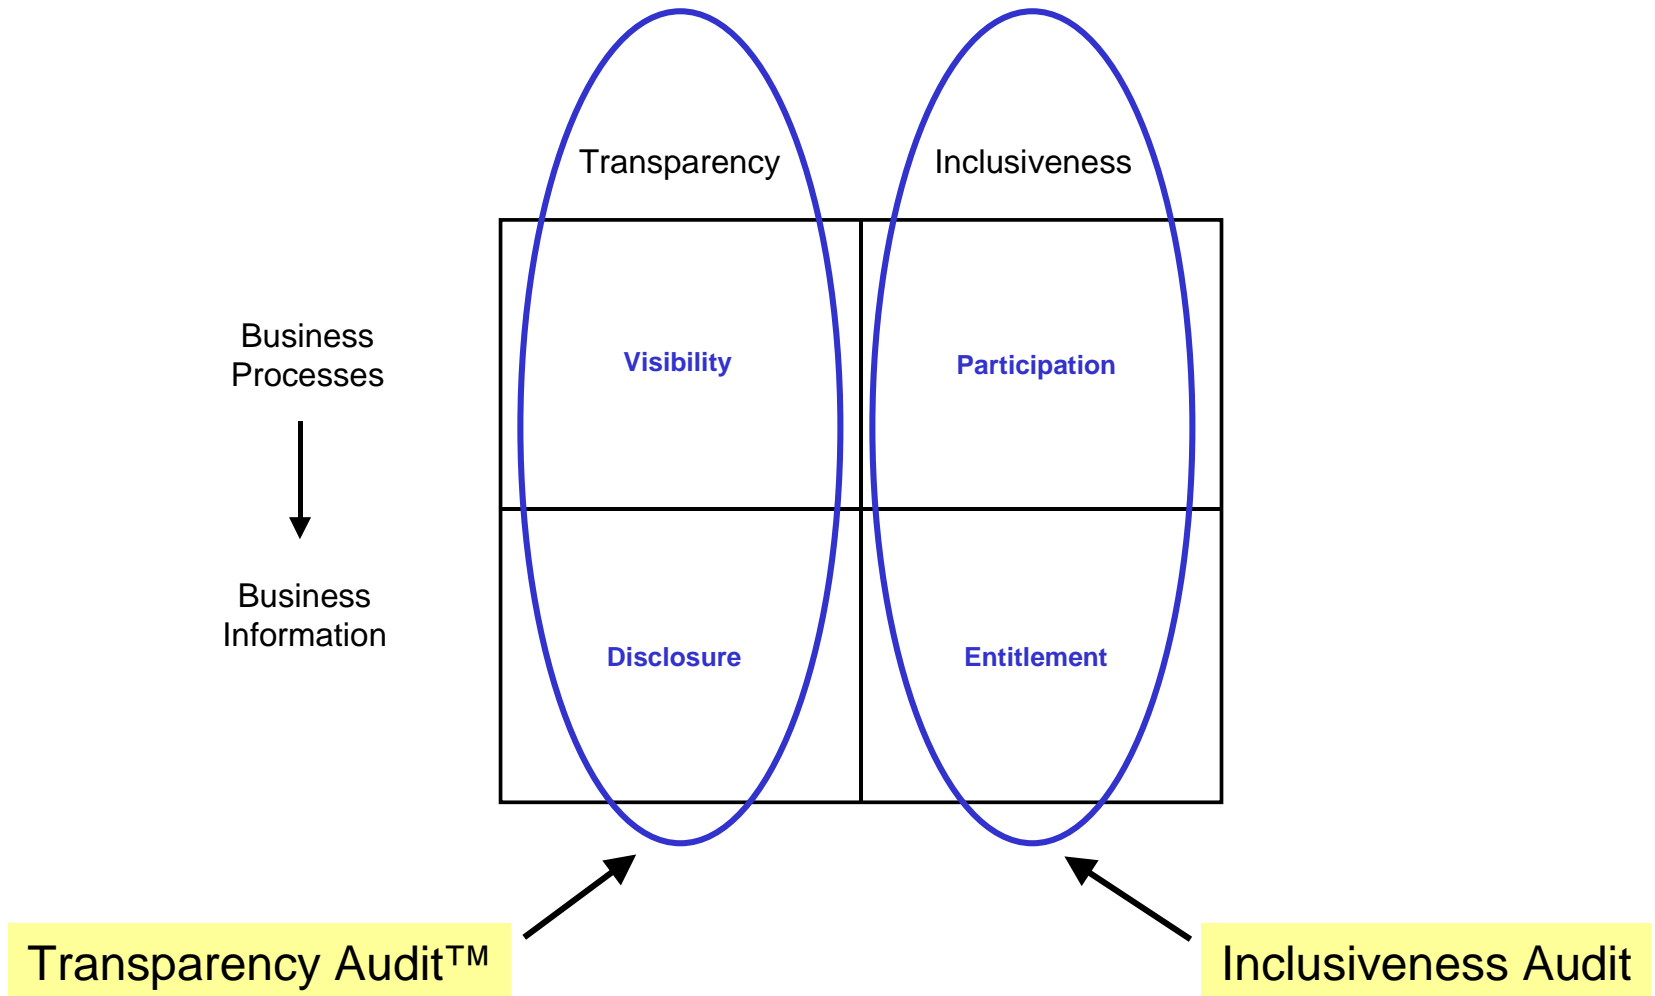 Transparency
Inclusiveness
Business
Processes
Visibility
Participation
Business
Information
Disclosure
Entitlement
Transparency Audit™
Inclusiveness Audit